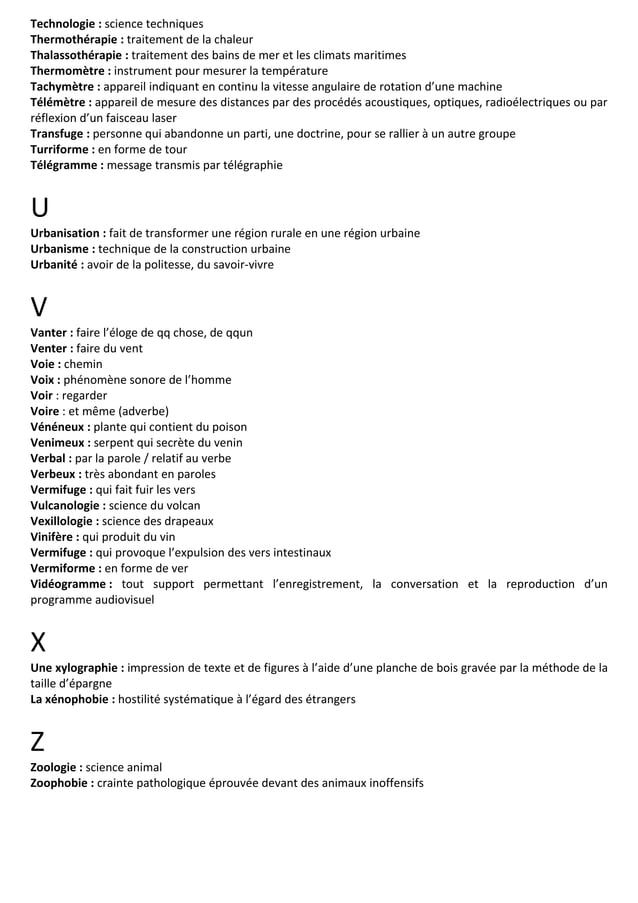 Technologie : science techniques
Thermothérapie : traitement de la chaleur
Thalassothérapie : traitement des bains de mer et les climats maritimes
Thermomètre : instrument pour mesurer la température
Tachymètre : appareil indiquant en continu la vitesse angulaire de rotation d’une machine
Télémètre : appareil de mesure des distances par des procédés acoustiques, optiques, radioélectriques ou par
réflexion d’un faisceau laser
Transfuge : personne qui abandonne un parti, une doctrine, pour se rallier à un autre groupe
Turriforme : en forme de tour
Télégramme : message transmis par télégraphie
U
Urbanisation : fait de transformer une région rurale en une région urbaine
Urbanisme : technique de la construction urbaine
Urbanité : avoir de la politesse, du savoir-vivre
V
Vanter : faire l’éloge de qq chose, de qqun
Venter : faire du vent
Voie : chemin
Voix : phénomène sonore de l’homme
Voir : regarder
Voire : et même (adverbe)
Vénéneux : plante qui contient du poison
Venimeux : serpent qui secrète du venin
Verbal : par la parole / relatif au verbe
Verbeux : très abondant en paroles
Vermifuge : qui fait fuir les vers
Vulcanologie : science du volcan
Vexillologie : science des drapeaux
Vinifère : qui produit du vin
Vermifuge : qui provoque l’expulsion des vers intestinaux
Vermiforme : en forme de ver
Vidéogramme : tout support permettant l’enregistrement, la conversation et la reproduction d’un
programme audiovisuel
X
Une xylographie : impression de texte et de figures à l’aide d’une planche de bois gravée par la méthode de la
taille d’épargne
La xénophobie : hostilité systématique à l’égard des étrangers
Z
Zoologie : science animal
Zoophobie : crainte pathologique éprouvée devant des animaux inoffensifs